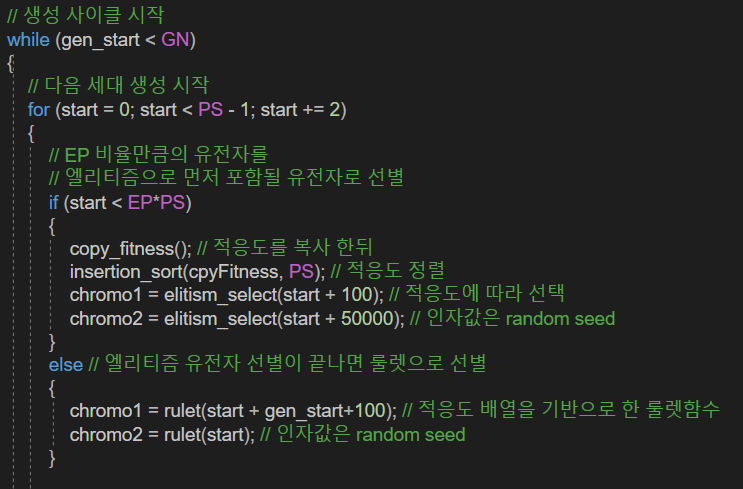 // 생성 사이클 시작
while (gen_start < GN)
{
// 다음 세대 생성 시작
for (start = 0; start < PS - 1; start += 2)
{
// EP 비율만큼의 유전자를
// 엘리티즘으로 먼저 포함될 유전자로 선별
if (start < EP*PS)
{
copy_fitness(); // 적응도를 복사 한뒤
insertion_sort(cpyFitness, PS); // 적응도 정렬
chromo1 = elitism_select(start + 100); // 적응도에 따라 선택
chromo2 = elitism_select(start + 50000); // 인자값은 random seed
}
else // 엘리티즘 유전자 선별이 끝나면 룰렛으로 선별
{
chromo1 = rulet(start + gen_start+100); // 적응도 배열을 기반으로 한 룰렛함수
chromo2 = rulet(start); // 인자값은 random seed
}